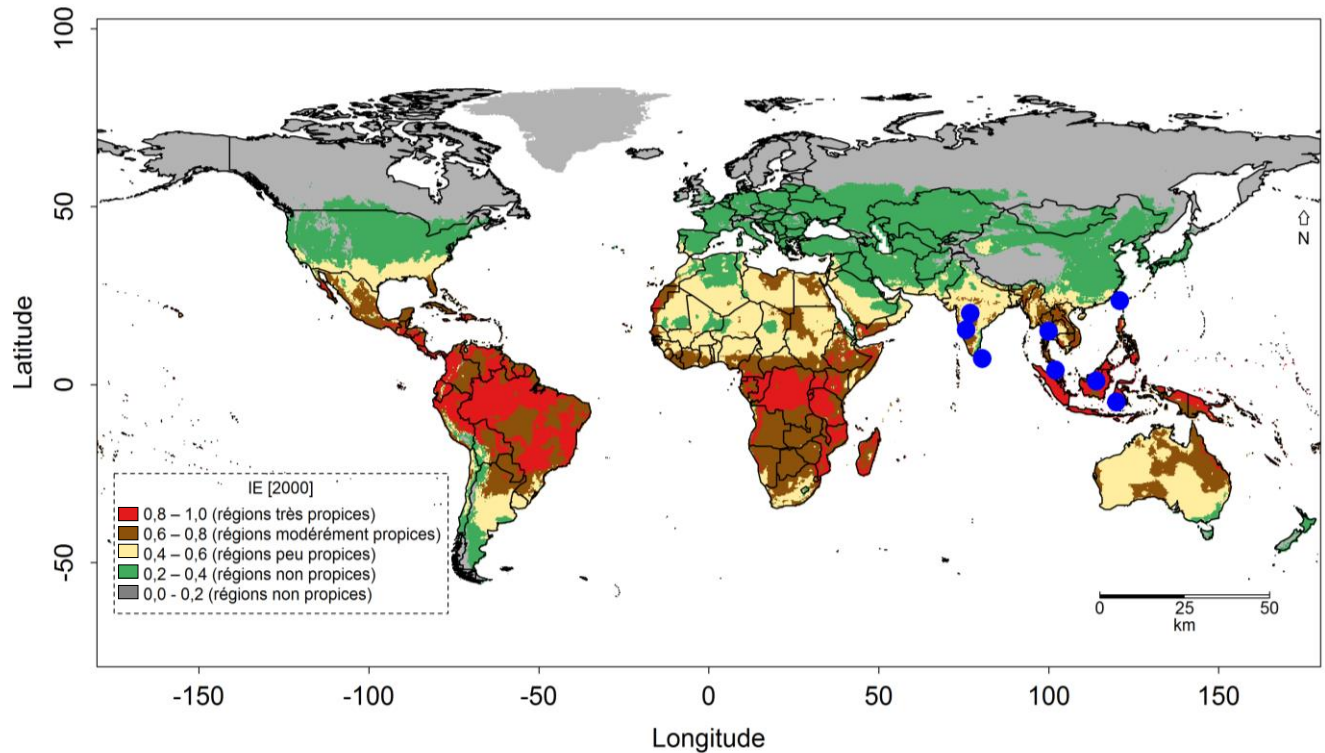 100
50
0
-50
Latitude
N
IE [2000]
0,8 – 1,0 (régions très propices)
0,6 – 0,8 (régions modérément propices)
0,4 – 0,6 (régions peu propices)
0,2 – 0,4 (régions non propices)
0,0 - 0,2 (régions non propices)
0 25 50
km
-150 -100 -50 0 50 100 150
Longitude